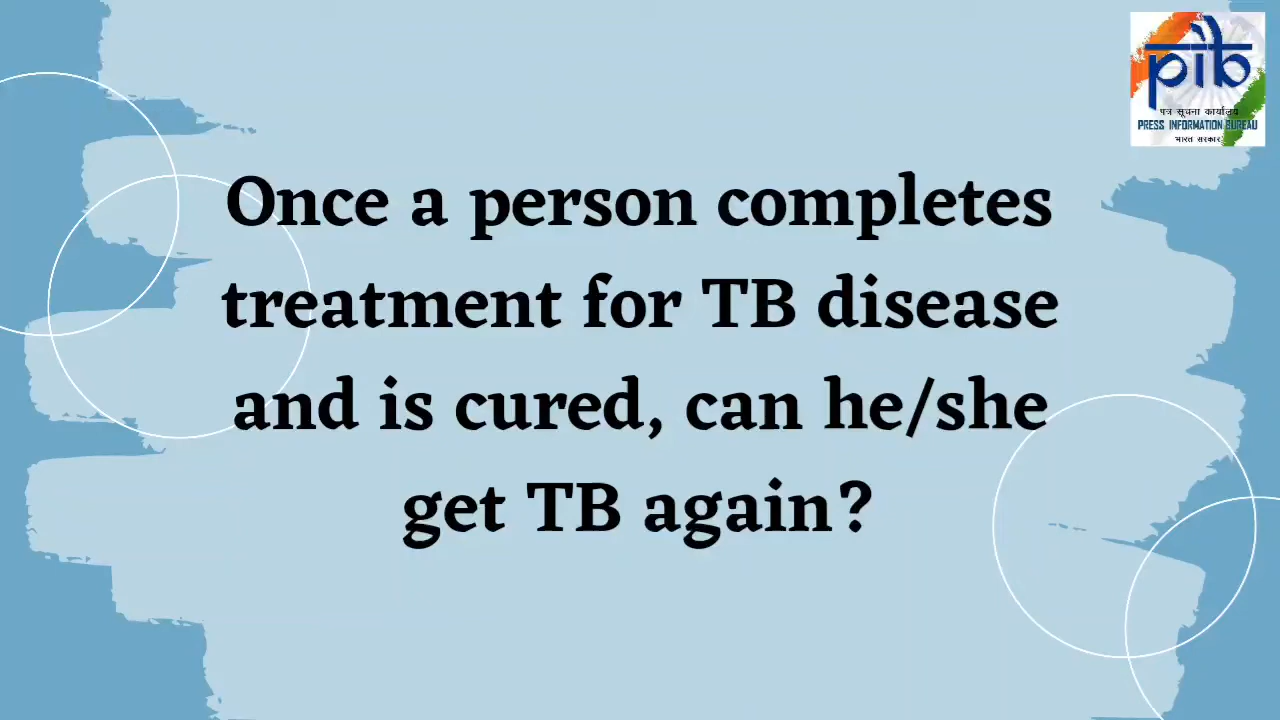 pib
पत्र सूचना कार्यालय
PRESS INFORMATION BUREAU
भारत सरकार
Once a person completes
treatment for TB disease
and is cured, can he/she
get TB again?